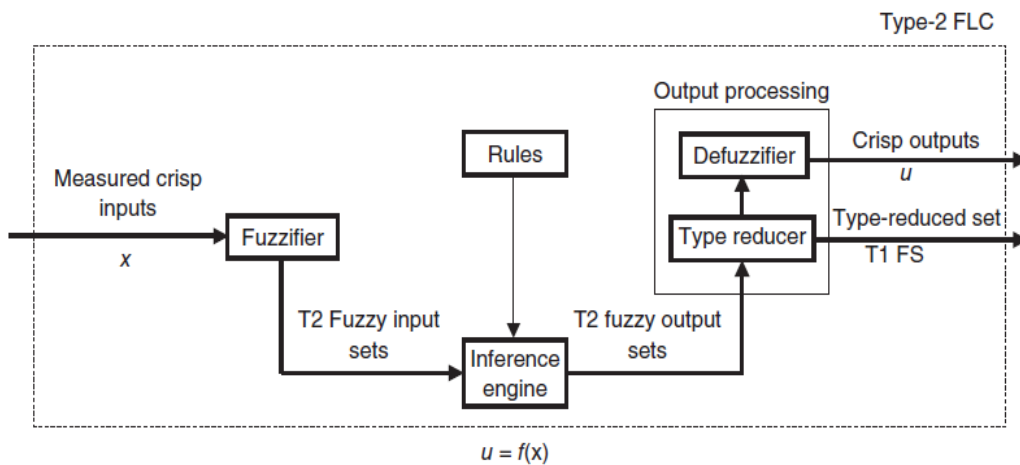 Type-2 FLC
Output processing
Rules
Defuzzifier
Crisp outputs
u
Measured crisp
inputs
x
Fuzzifier
Type reducer
Type-reduced set
T1 FS
T2 Fuzzy input
sets
Inference
engine
T2 fuzzy output
sets
u = f(x)